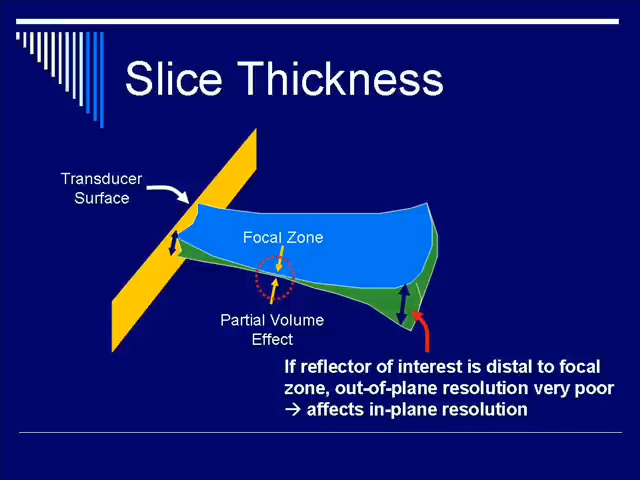 Slice Thickness
Transducer
Surface
Focal Zone
Partial Volume
Effect
If reflector of interest is distal to focal
zone, out-of-plane resolution very poor
→ affects in-plane resolution